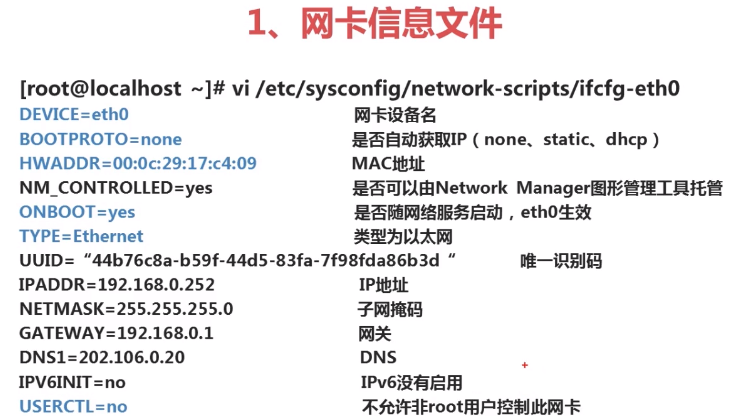 1、网卡信息文件
[root@localhost ~]# vi /etc/sysconfig/network-scripts/ifcfg-eth0
DEVICE=eth0 网卡设备名
BOOTPROTO=none 是否自动获取IP（none、static、dhcp）
HWADDR=00:0c:29:17:c4:09 MAC地址
NM_CONTROLLED=yes 是否可以由Network Manager图形管理工具托管
ONBOOT=yes 是否随网络服务启动，eth0生效
TYPE=Ethernet 类型为以太网
UUID=“44b76c8a-b59f-44d5-83fa-7f98fda86b3d“ 唯一识别码
IPADDR=192.168.0.252 IP地址
NETMASK=255.255.255.0 子网掩码
GATEWAY=192.168.0.1 网关
DNS1=202.106.0.20 DNS
IPV6INIT=no IPv6没有启用
USERCTL=no 不允许非root用户控制此网卡